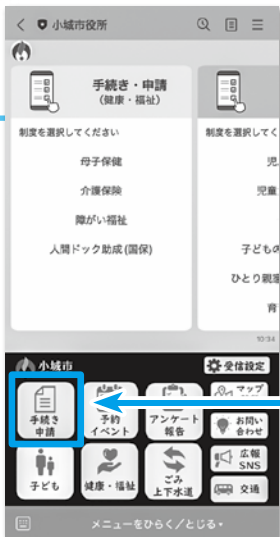 小城市役所
手続き・申請
(健康・福祉)
制度を選択してください
母子保健
介護保険
障がい福祉
人間ドック助成(国保)
制度を選択してく
児
児童
子どもの
ひとり親
育
10:34
小城市
受信設定
手続き
申請
予約
イベント
アンケート
報告
マップ
お問い
合わせ
子ども
健康・福祉
ごみ
上下水道
広報
SNS
交通
メニューをひらく/とじる▾